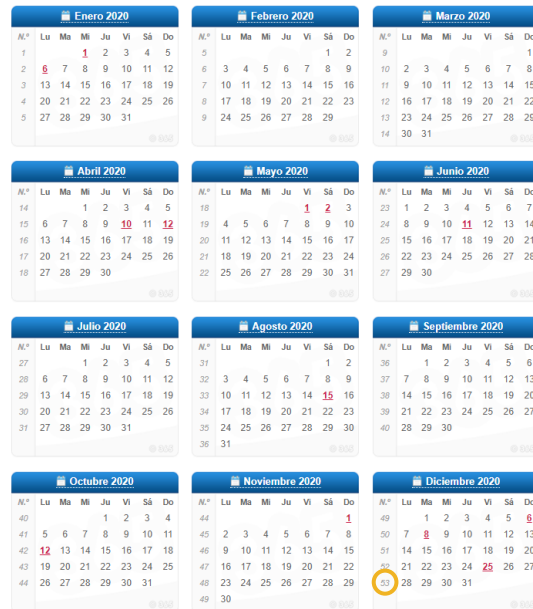 Enero 2020
N.º Lu Ma Mi Ju Vi Sá Do
1 1 2 3 4 5
2 6 7 8 9 10 11 12
3 13 14 15 16 17 18 19
4 20 21 22 23 24 25 26
5 27 28 29 30 31
Febrero 2020
N.º Lu Ma Mi Ju Vi Sá Do
5 1 2
6 3 4 5 6 7 8 9
7 10 11 12 13 14 15 16
8 17 18 19 20 21 22 23
9 24 25 26 27 28 29
Marzo 2020
N.º Lu Ma Mi Ju Vi Sá Do
9 1
10 2 3 4 5 6 7 8
11 9 10 11 12 13 14 15
12 16 17 18 19 20 21 22
13 23 24 25 26 27 28 29
14 30 31
Abril 2020
N.º Lu Ma Mi Ju Vi Sá Do
14 1 2 3 4 5
15 6 7 8 9 10 11 12
16 13 14 15 16 17 18 19
17 20 21 22 23 24 25 26
18 27 28 29 30
Mayo 2020
N.º Lu Ma Mi Ju Vi Sá Do
18 1 2 3
19 4 5 6 7 8 9 10
20 11 12 13 14 15 16 17
21 18 19 20 21 22 23 24
22 25 26 27 28 29 30 31
Junio 2020
N.º Lu Ma Mi Ju Vi Sá Do
23 1 2 3 4 5 6 7
24 8 9 10 11 12 13 14
25 15 16 17 18 19 20 21
26 22 23 24 25 26 27 28
27 29 30
Julio 2020
N.º Lu Ma Mi Ju Vi Sá Do
27 1 2 3 4 5
28 6 7 8 9 10 11 12
29 13 14 15 16 17 18 19
30 20 21 22 23 24 25 26
31 27 28 29 30 31
Agosto 2020
N.º Lu Ma Mi Ju Vi Sá Do
31 1 2
32 3 4 5 6 7 8 9
33 10 11 12 13 14 15 16
34 17 18 19 20 21 22 23
35 24 25 26 27 28 29 30
36 31
Septiembre 2020
N.º Lu Ma Mi Ju Vi Sá Do
36 1 2 3 4 5 6
37 7 8 9 10 11 12 13
38 14 15 16 17 18 19 20
39 21 22 23 24 25 26 27
40 28 29 30
Octubre 2020
N.º Lu Ma Mi Ju Vi Sá Do
40 1 2 3 4
41 5 6 7 8 9 10 11
42 12 13 14 15 16 17 18
43 19 20 21 22 23 24 25
44 26 27 28 29 30 31
Noviembre 2020
N.º Lu Ma Mi Ju Vi Sá Do
44 1
45 2 3 4 5 6 7 8
46 9 10 11 12 13 14 15
47 16 17 18 19 20 21 22
48 23 24 25 26 27 28 29
49 30
Diciembre 2020
N.º Lu Ma Mi Ju Vi Sá Do
49 1 2 3 4 5 6
50 7 8 9 10 11 12 13
51 14 15 16 17 18 19 20
52 21 22 23 24 25 26 27
53 28 29 30 31